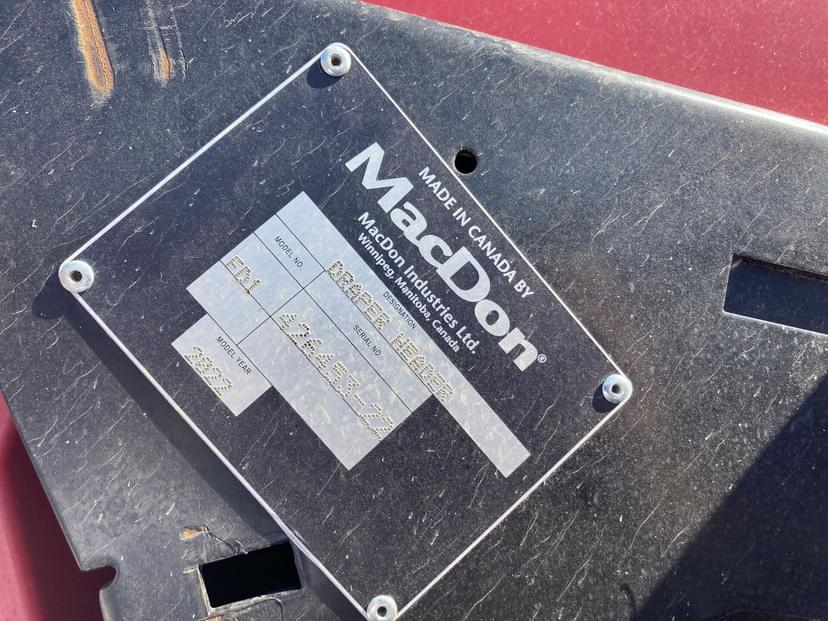 MADE IN CANADA BY
MacDon®
MacDon Industries Ltd.
Winnipeg, Manitoba, Canada
DESIGNATION
DRAPER HEADER
MODEL NO.
SERIAL NO.
FD1
MODEL YEAR
2022